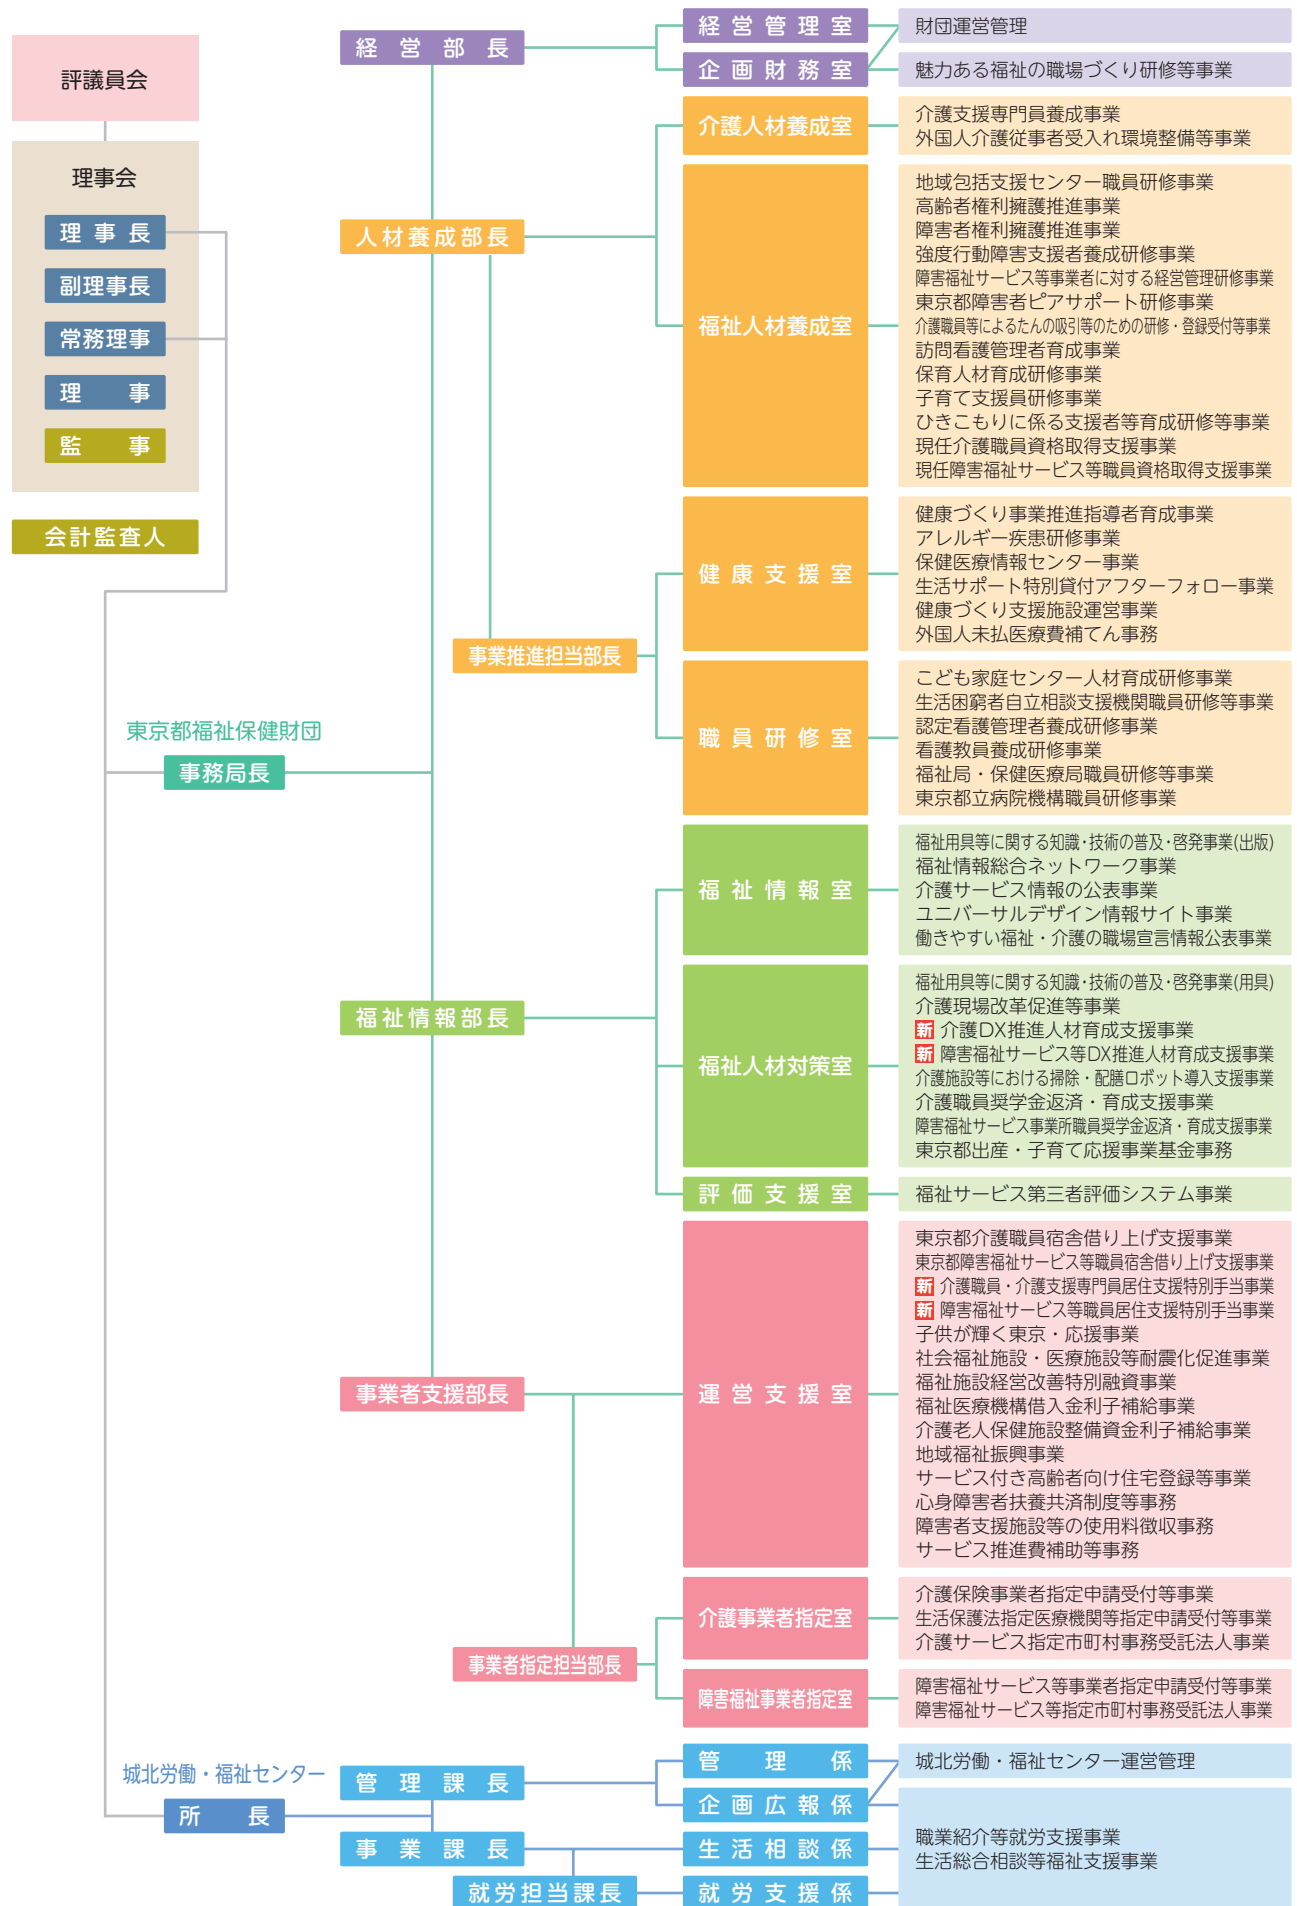 評議員会
理事会
理事長
副理事長
常務理事
理事
監事
会計監査人
東京都福祉保健財団
事務局長
経営部長
経営管理室
財団運営管理
企画財務室
魅力ある福祉の職場づくり研修等事業
人材養成部長
介護人材養成室
介護支援専門員養成事業
外国人介護従事者受入れ環境整備等事業
福祉人材養成室
地域包括支援センター職員研修事業
高齢者権利擁護推進事業
障害者権利擁護推進事業
強度行動障害支援者養成研修事業
障害福祉サービス等事業者に対する経営管理研修事業
東京都障害者ピアサポート研修事業
介護職員等によるたんの吸引等のための研修・登録受付等事業
訪問看護管理者育成事業
保育人材育成研修事業
子育て支援員研修事業
ひきこもりに係る支援者等育成研修等事業
現任介護職員資格取得支援事業
現任障害福祉サービス等職員資格取得支援事業
事業推進担当部長
健康支援室
健康づくり事業推進指導者育成事業
アレルギー疾患研修事業
保健医療情報センター事業
生活サポート特別貸付アフターフォロー事業
健康づくり支援施設運営事業
外国人未払医療費補てん事務
職員研修室
こども家庭センター人材育成研修事業
生活困窮者自立相談支援機関職員研修等事業
認定看護管理者養成研修事業
看護教員養成研修事業
福祉局・保健医療局職員研修等事業
東京都立病院機構職員研修事業
福祉情報部長
福祉情報室
福祉用具等に関する知識・技術の普及・啓発事業(出版)
福祉情報総合ネットワーク事業
介護サービス情報の公表事業
ユニバーサルデザイン情報サイト事業
働きやすい福祉・介護の職場宣言情報公表事業
福祉人材対策室
福祉用具等に関する知識・技術の普及・啓発事業(用具)
介護現場改革促進等事業
新 介護DX推進人材育成支援事業
新 障害福祉サービス等DX推進人材育成支援事業
介護施設等における掃除・配膳ロボット導入支援事業
介護職員奨学金返済・育成支援事業
障害福祉サービス事業所職員奨学金返済・育成支援事業
東京都出産・子育て応援事業基金事務
評価支援室
福祉サービス第三者評価システム事業
事業者支援部長
運営支援室
東京都介護職員宿舎借り上げ支援事業
東京都障害福祉サービス等職員宿舎借り上げ支援事業
新 介護職員・介護支援専門員居住支援特別手当事業
新 障害福祉サービス等職員居住支援特別手当事業
子供が輝く東京・応援事業
社会福祉施設・医療施設等耐震化促進事業
福祉施設経営改善特別融資事業
福祉医療機構借入金利子補給事業
介護老人保健施設整備資金利子補給事業
地域福祉振興事業
サービス付き高齢者向け住宅登録等事業
心身障害者扶養共済制度等事務
障害者支援施設等の使用料徴収事務
サービス推進費補助等事務
事業者指定担当部長
介護事業者指定室
介護保険事業者指定申請受付等事業
生活保護法指定医療機関等指定申請受付等事業
介護サービス指定市町村事務受託法人事業
障害福祉事業者指定室
障害福祉サービス等事業者指定申請受付等事業
障害福祉サービス等指定市町村事務受託法人事業
城北労働・福祉センター
所長
管理課長
管理係
城北労働・福祉センター運営管理
企画広報係
事業課長
生活相談係
職業紹介等就労支援事業
生活総合相談等福祉支援事業
就労担当課長
就労支援係